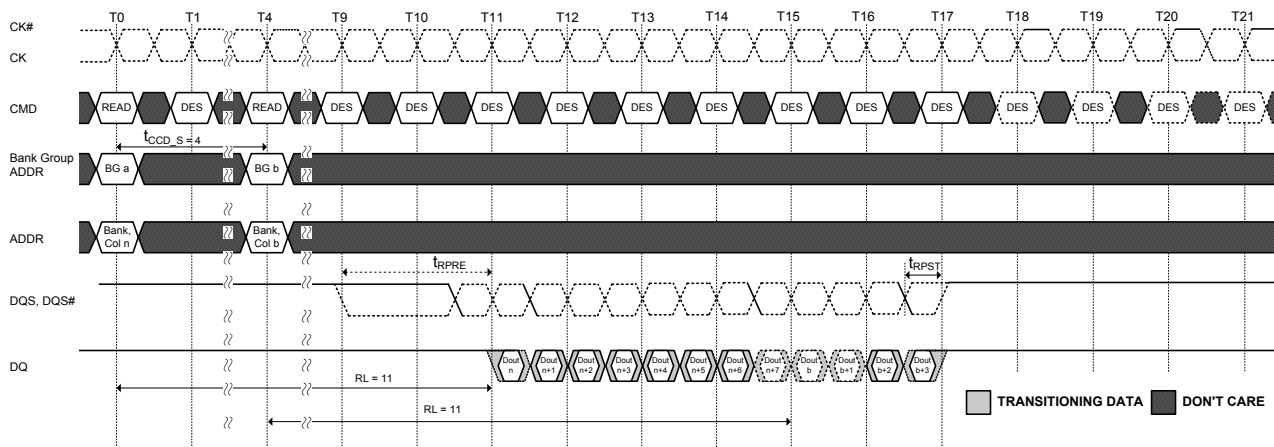 T0 T1 T4 T9 T10 T11 T12 T13 T14 T15 T16 T17 T18 T19 T20 T21
CK#
CK
CMD READ DES READ DES DES DES DES DES DES DES DES DES DES DES DES DES
tCCD_S = 4
Bank Group
ADDR
BG a BG b
ADDR
Bank,
Col n
Bank,
Col b
tRPRE tRPST
DQS, DQS#
DQ
Dout
n
Dout
n+1
Dout
n+2
Dout
n+3
Dout
n+4
Dout
n+5
Dout
n+6
Dout
n+7
Dout
b
Dout
b+1
Dout
b+2
Dout
b+3
RL = 11
RL = 11
TRANSITIONING DATA DON'T CARE